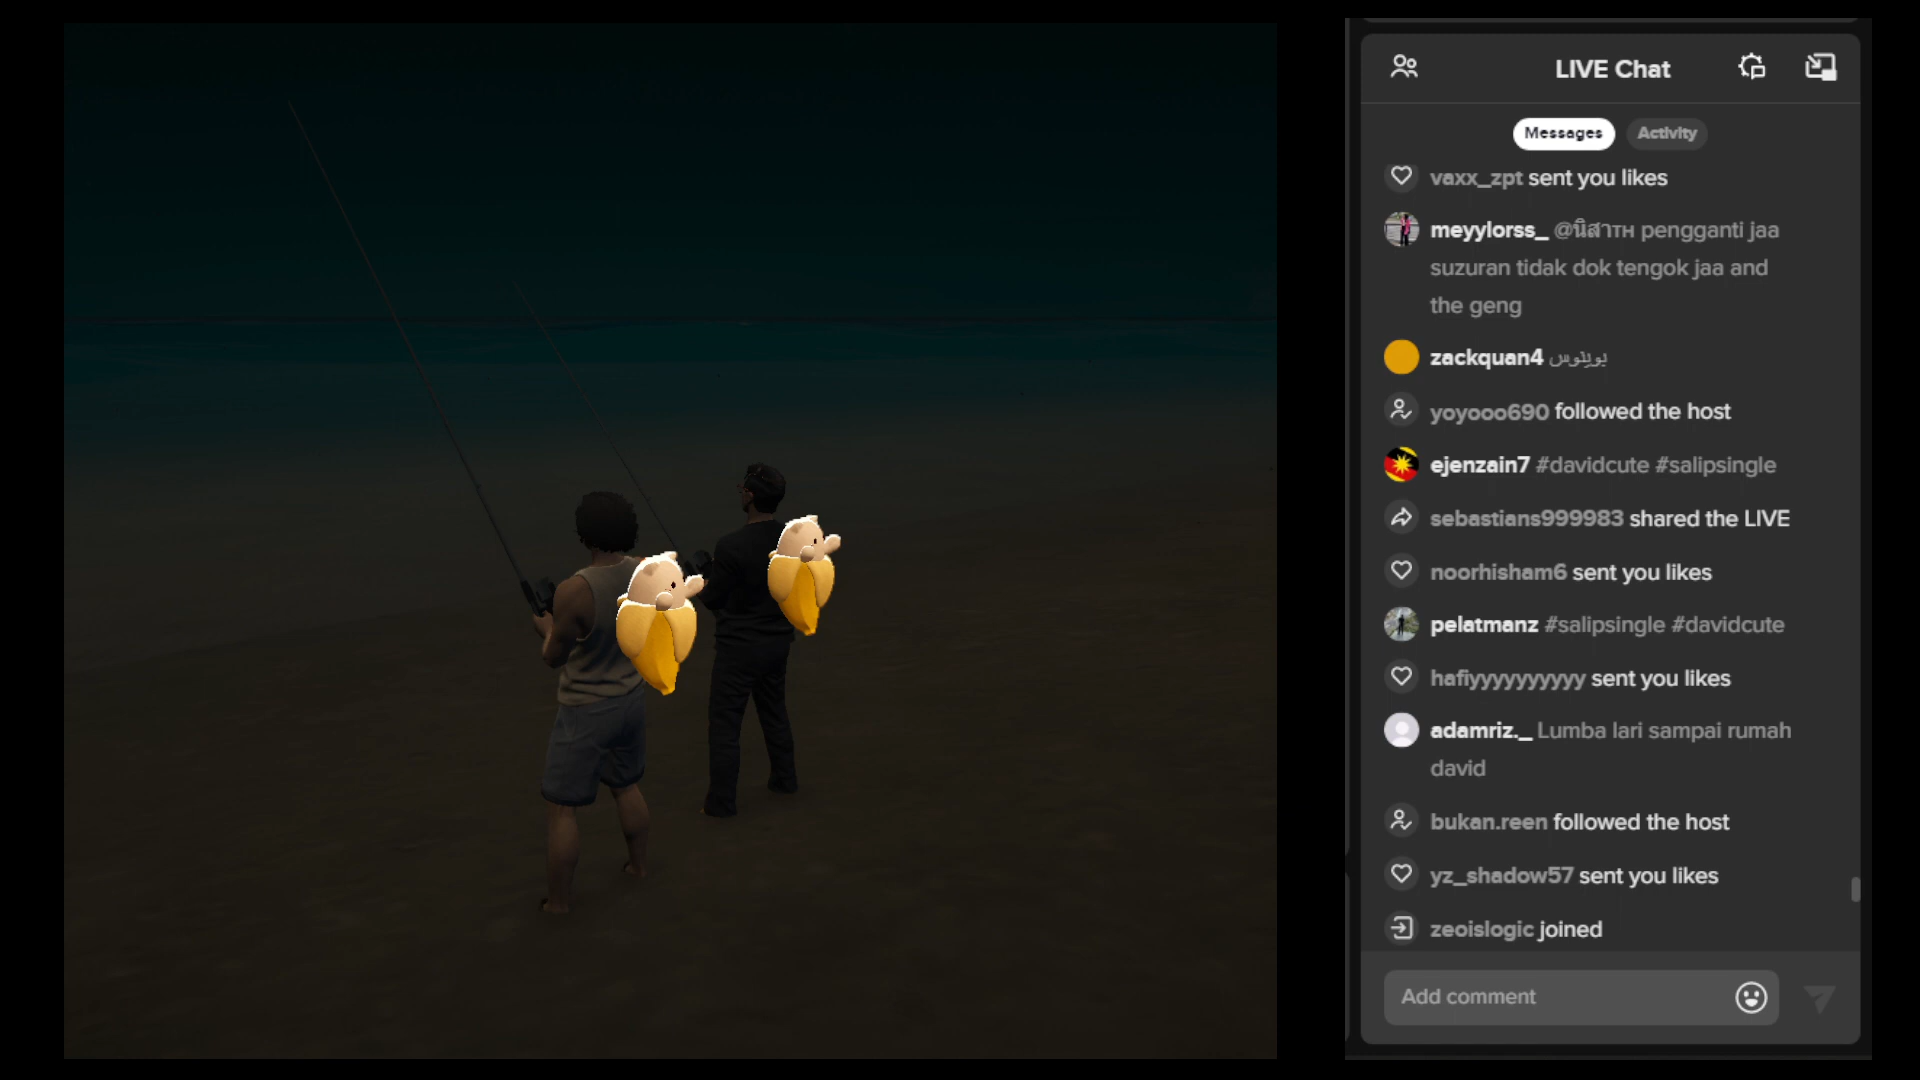 LIVE Chat
Messages Activity
vaxx_zpt sent you likes
meyylorss_ @นิสาтн pengganti jaa
suzuran tidak dok tengok jaa and
the geng
zackquan4
yoyooo690 followed the host
ejenzain7 #davidcute #salipsingle
sebastians999983 shared the LIVE
noorhisham6 sent you likes
pelatmanz #salipsingle #davidcute
hafiyyyyyyyyyy sent you likes
adamriz._ Lumba lari sampai rumah
david
bukan.reen followed the host
yz_shadow57 sent you likes
zeoislogic joined
Add comment